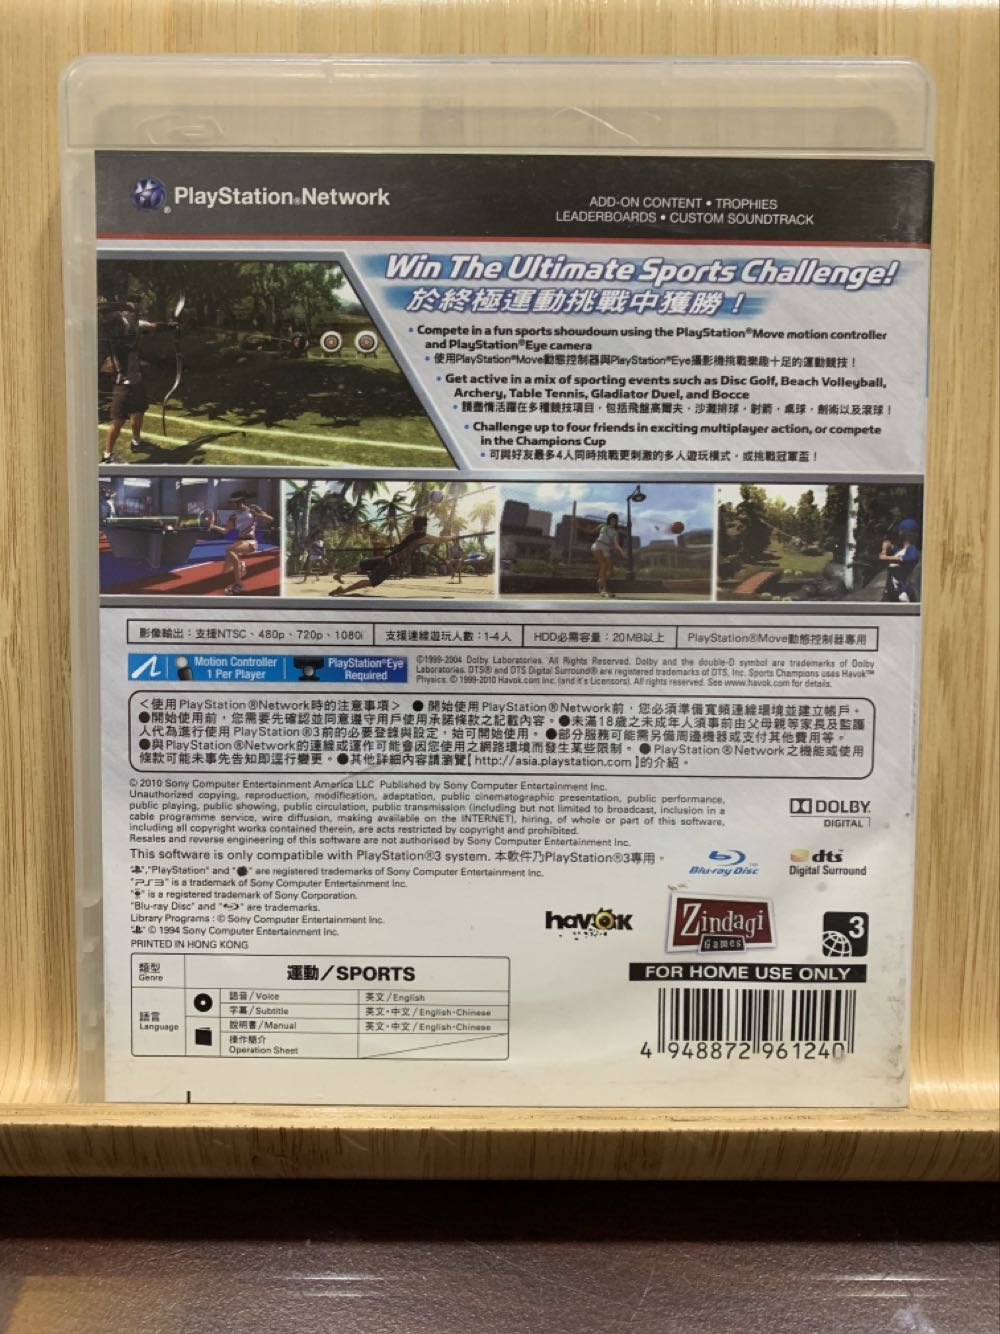 PlayStation®Network
ADD-ON CONTENT • TROPHIES
LEADERBOARDS • CUSTOM SOUNDTRACK
Win The Ultimate Sports Challenge!
於終極運動挑戰中獲勝！
• Compete in a fun sports showdown using the PlayStation®Move motion controller
and PlayStation®Eye camera
• 使用PlayStation®Move動態控制器與PlayStation®Eye攝影機挑戰樂趣十足的運動競技！
• Get active in a mix of sporting events such as Disc Golf, Beach Volleyball,
Archery, Table Tennis, Gladiator Duel, and Bocce
• 請盡情活躍在多種競技項目，包括飛盤高爾夫，沙灘排球，射箭，桌球，劍術以及滾球！
• Challenge up to four friends in exciting multiplayer action, or compete
in the Champions Cup
• 可與好友最多4人同時挑戰更刺激的多人遊玩模式，或挑戰冠軍盃！
影像輸出：支援NTSC、480p、720p、1080i
支援連線遊玩人數：1-4人
HDD必需容量：20MB以上
PlayStation®Move動態控制器專用
Motion Controller
1 Per Player
PlayStation®Eye
Required
©1999-2004 Dolby Laboratories. All Rights Reserved. Dolby and the double-D symbol are trademarks of Dolby
Laboratories. DTS® and DTS Digital Surround® are registered trademarks of DTS, Inc. Sports Champions uses Havok™
Physics. © 1999-2010 Havok.com Inc. (and it's Licensors). All rights reserved. See www.havok.com for details.
＜使用PlayStation®Network時的注意事項＞ ●開始使用PlayStation®Network前，您必須準備寬頻連線環境並建立帳戶。
●開始使用前，您需要先確認並同意遵守用戶使用承諾條款之記載內容。●未滿18歲之未成年人須事前由父母親等家長及監護
人代為進行使用 PlayStation®3前的必要登錄與設定，始可開始使用。●部分服務可能需另備周邊機器或支付其他費用等。
●與PlayStation®Network的連線或運作可能會因您使用之網路環境而發生某些限制。●PlayStation®Network之機能或使用
條款可能未事先告知即逕行變更。●其他詳細內容請瀏覽【http://asia.playstation.com】的介紹。
© 2010 Sony Computer Entertainment America LLC Published by Sony Computer Entertainment Inc.
Unauthorized copying, reproduction, modification, adaptation, public cinematographic presentation, public performance,
public playing, public showing, public circulation, public transmission (including but not limited to broadcast, inclusion in a
cable programme service, wire diffusion, making available on the INTERNET), hiring, of whole or part of this software,
including all copyright works contained therein, are acts restricted by copyright and prohibited.
Resales and reverse engineering of this software are not authorised by Sony Computer Entertainment Inc.
This software is only compatible with PlayStation®3 system. 本軟件乃PlayStation®3專用。
"PlayStation" and " " are registered trademarks of Sony Computer Entertainment Inc.
"PS3" is a trademark of Sony Computer Entertainment Inc.
" " is a registered trademark of Sony Corporation.
"Blu-ray Disc" and " " are trademarks.
Library Programs : © Sony Computer Entertainment Inc.
" " © 1994 Sony Computer Entertainment Inc.
PRINTED IN HONG KONG
DOLBY
DIGITAL
Blu-ray Disc™
dts
Digital Surround
havok
Zindagi
Games
3
FOR HOME USE ONLY
類型
Genre
運動／SPORTS
語言
Language
語音／Voice 英文／English
字幕／Subtitle 英文・中文／English・Chinese
說明書／Manual 英文・中文／English・Chinese
操作簡介
Operation Sheet
4 948872 961240